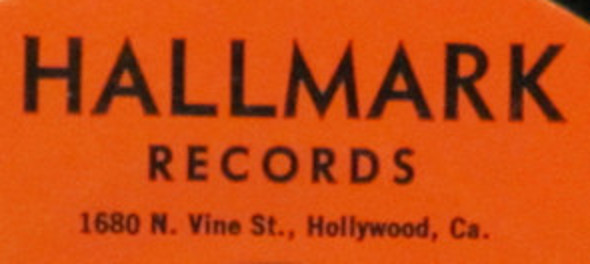 HALLMARK
RECORDS
1680 N. Vine St., Hollywood, Ca.